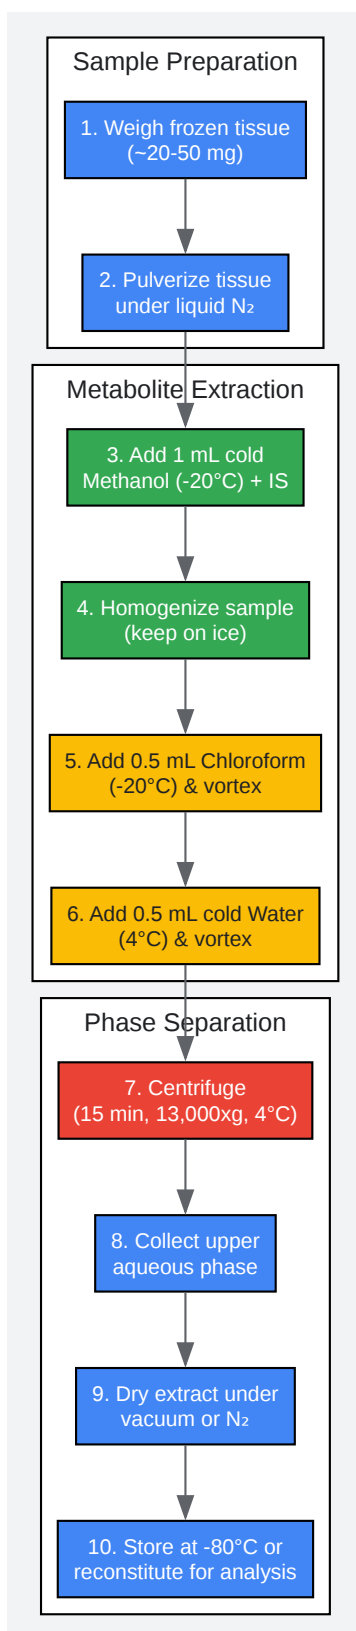 Sample Preparation
1. Weigh frozen tissue
(~20-50 mg)
2. Pulverize tissue
under liquid N₂
Metabolite Extraction
3. Add 1 mL cold
Methanol (-20°C) + IS
4. Homogenize sample
(keep on ice)
5. Add 0.5 mL Chloroform
(-20°C) & vortex
6. Add 0.5 mL cold Water
(4°C) & vortex
Phase Separation
7. Centrifuge
(15 min, 13,000xg, 4°C)
8. Collect upper
aqueous phase
9. Dry extract under
vacuum or N₂
10. Store at -80°C or
reconstitute for analysis